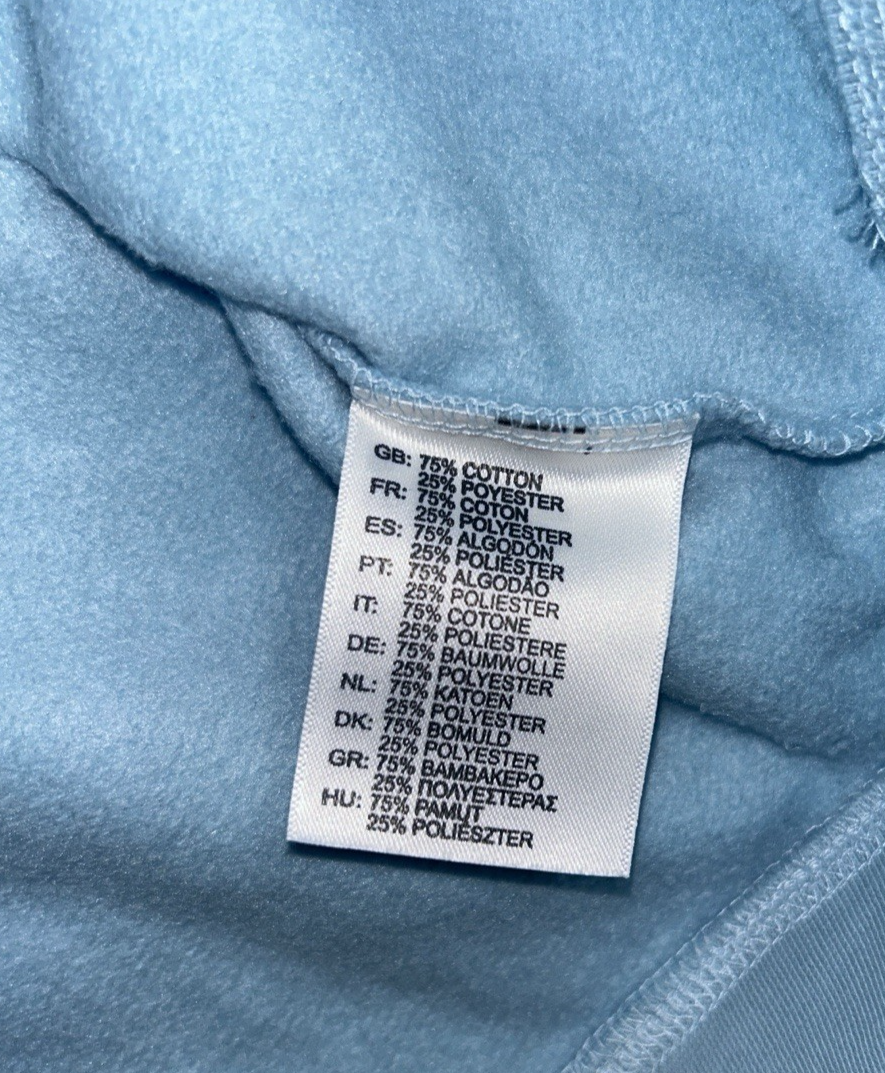 GB: 75% COTTON
25% POYESTER
FR: 75% COTON
25% POLYESTER
ES: 75% ALGODÓN
25% POLIÉSTER
PT: 75% ALGODÃO
25% POLIESTER
IT: 75% COTONE
25% POLIESTERE
DE: 75% BAUMWOLLE
25% POLYESTER
NL: 75% KATOEN
25% POLYESTER
DK: 75% BOMULD
25% POLYESTER
GR: 75% ΒΑΜΒΑΚΕΡΟ
25% ΠΟΛΥΕΣΤΕΡΑΣ
HU: 75% PAMUT
25% POLIÉSZTER